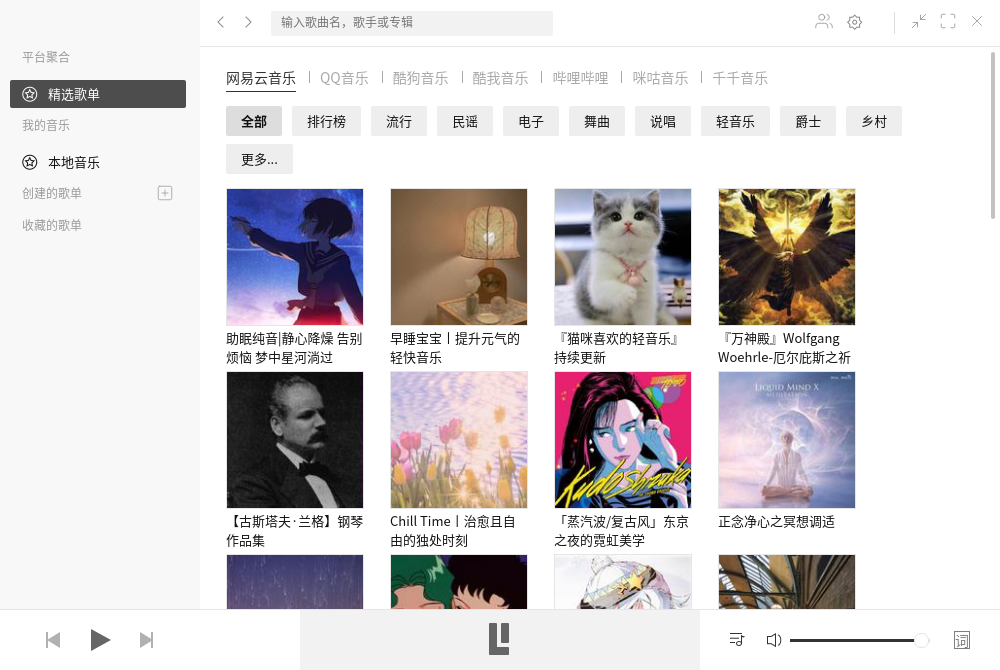 输入歌曲名，歌手或专辑
平台聚合
精选歌单
我的音乐
本地音乐
创建的歌单
收藏的歌单
网易云音乐 QQ音乐 酷狗音乐 酷我音乐 哔哩哔哩 咪咕音乐 千千音乐
全部 排行榜 流行 民谣 电子 舞曲 说唱 轻音乐 爵士 乡村
更多...
助眠纯音|静心降燥 告别
烦恼 梦中星河淌过
早睡宝宝丨提升元气的
轻快音乐
『猫咪喜欢的轻音乐』
持续更新
『万神殿』Wolfgang
Woehrle-厄尔庇斯之祈
LIQUID MIND X
MEDITATION
Kudo Shizuka
【古斯塔夫·兰格】钢琴
作品集
Chill Time丨治愈且自
由的独处时刻
「蒸汽波/复古风」东京
之夜的霓虹美学
正念净心之冥想调适
词